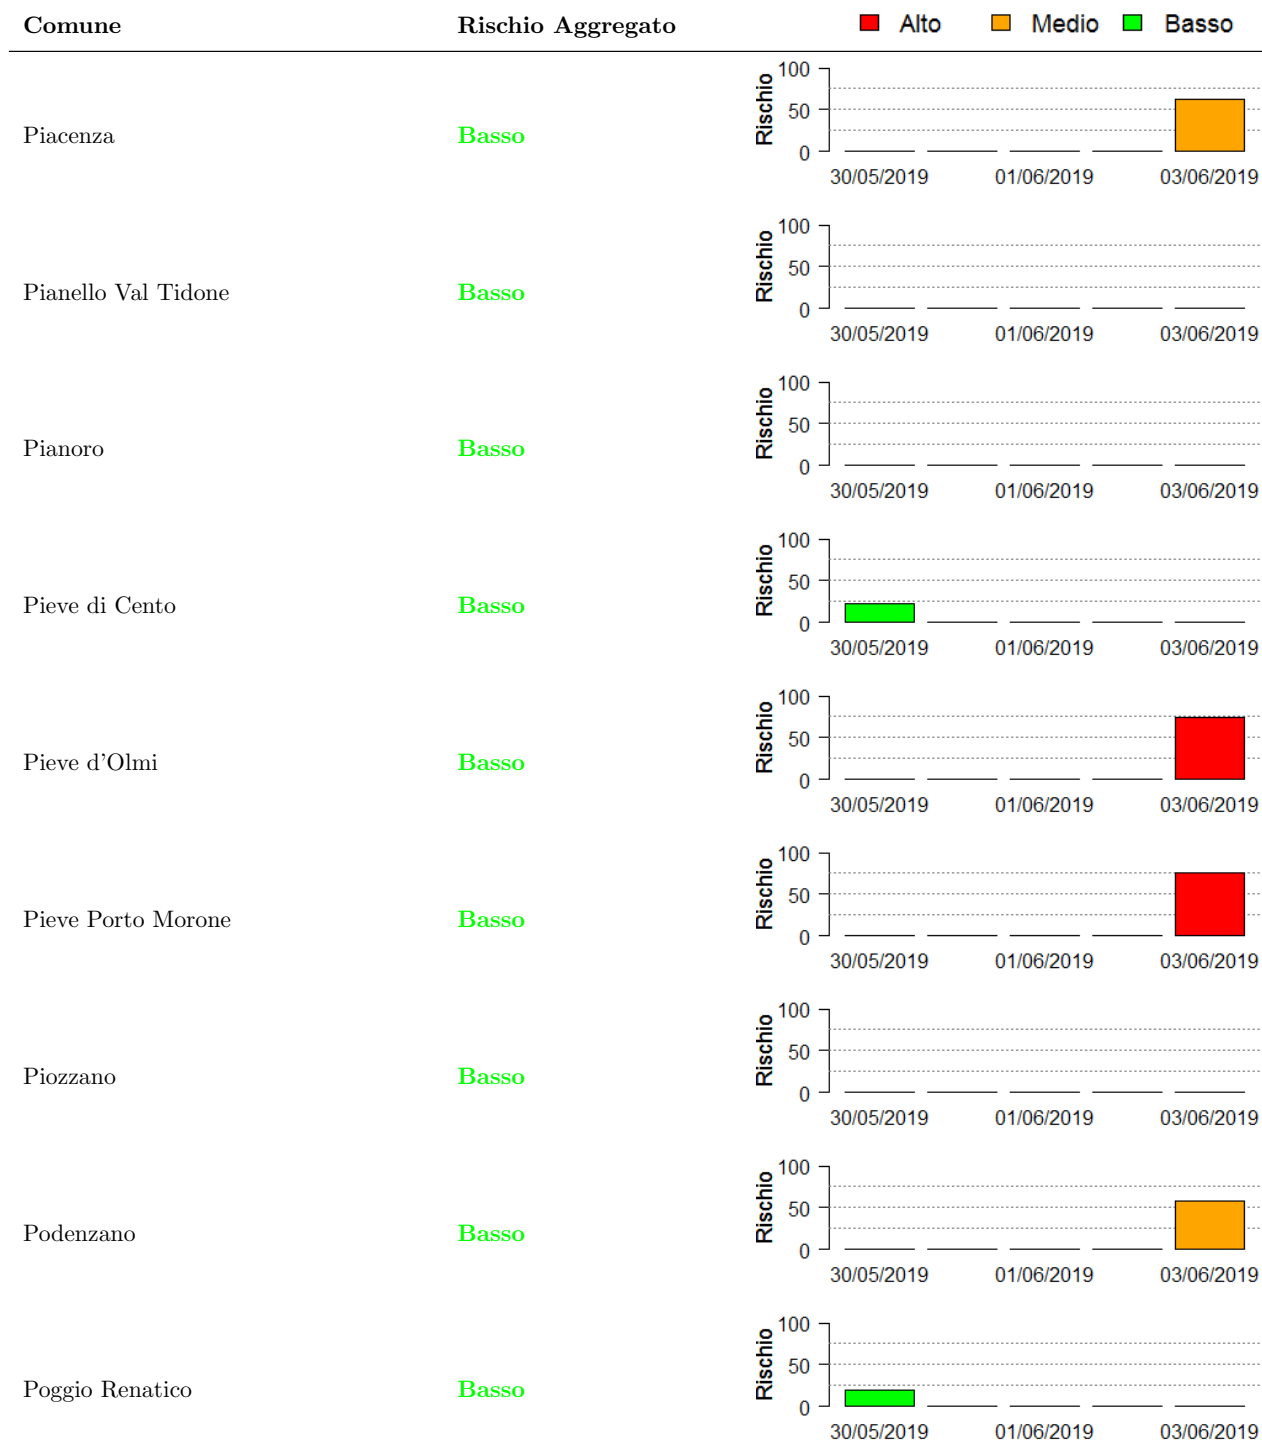 Comune Rischio Aggregato Alto Medio Basso
Piacenza Basso Rischio 100 50 0
30/05/2019 01/06/2019 03/06/2019
Pianello Val Tidone Basso Rischio 100 50 0
30/05/2019 01/06/2019 03/06/2019
Pianoro Basso Rischio 100 50 0
30/05/2019 01/06/2019 03/06/2019
Pieve di Cento Basso Rischio 100 50 0
30/05/2019 01/06/2019 03/06/2019
Pieve d'Olmi Basso Rischio 100 50 0
30/05/2019 01/06/2019 03/06/2019
Pieve Porto Morone Basso Rischio 100 50 0
30/05/2019 01/06/2019 03/06/2019
Piozzano Basso Rischio 100 50 0
30/05/2019 01/06/2019 03/06/2019
Podenzano Basso Rischio 100 50 0
30/05/2019 01/06/2019 03/06/2019
Poggio Renatico Basso Rischio 100 50 0
30/05/2019 01/06/2019 03/06/2019